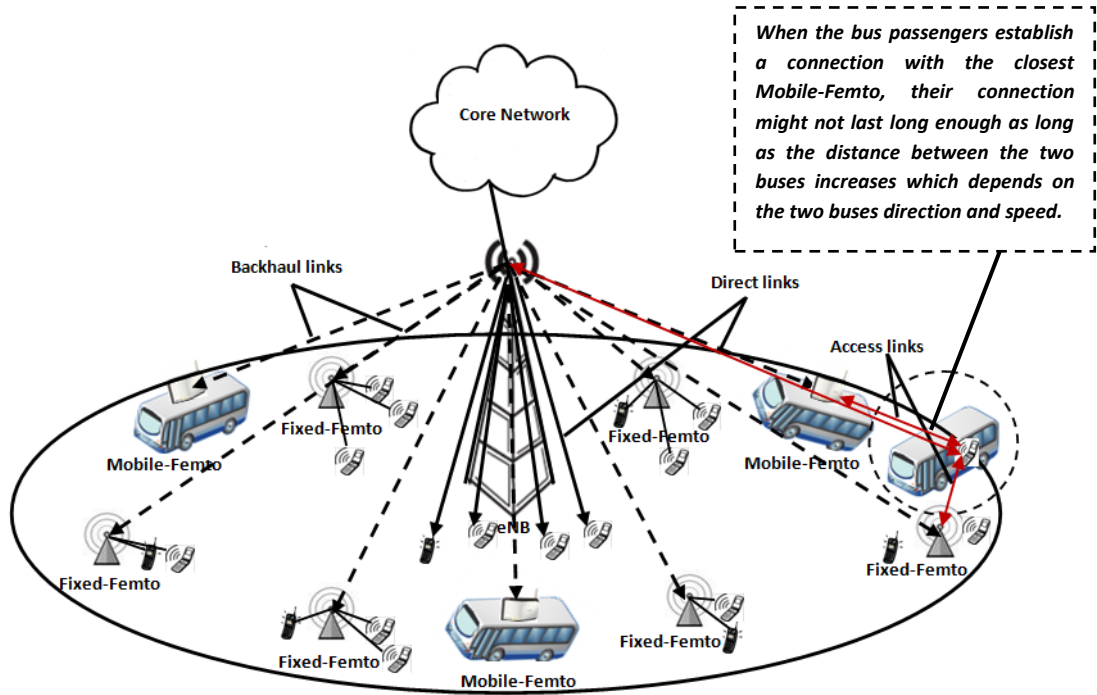 When the bus passengers establish
a connection with the closest
Mobile-Femto, their connection
might not last long enough as long
as the distance between the two
buses increases which depends on
the two buses direction and speed.
Core Network
Backhaul links
Direct links
Access links
Fixed-Femto
Fixed-Femto
Mobile-Femto
Mobile-Femto
eNB
Fixed-Femto
Fixed-Femto
Fixed-Femto
Fixed-Femto
Mobile-Femto